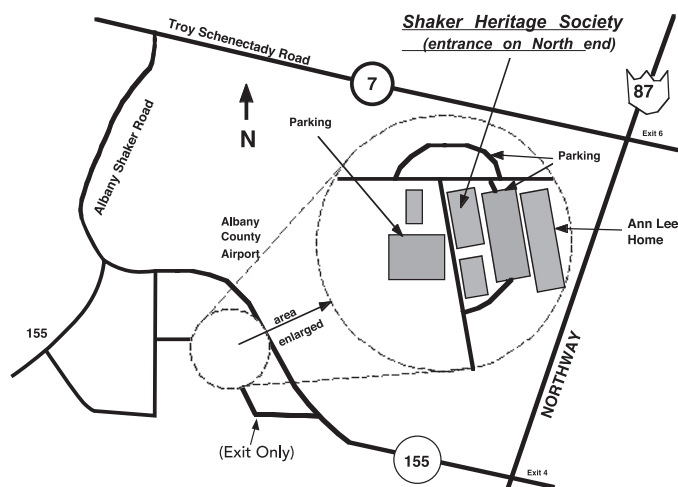 Shaker Heritage Society
(entrance on North end)
Troy Schenectady Road
7
87
Exit 6
N
Parking
Parking
Albany Shaker Road
Albany
County
Airport
Ann Lee
Home
area
enlarged
155
NORTHWAY
(Exit Only)
155
Exit 4